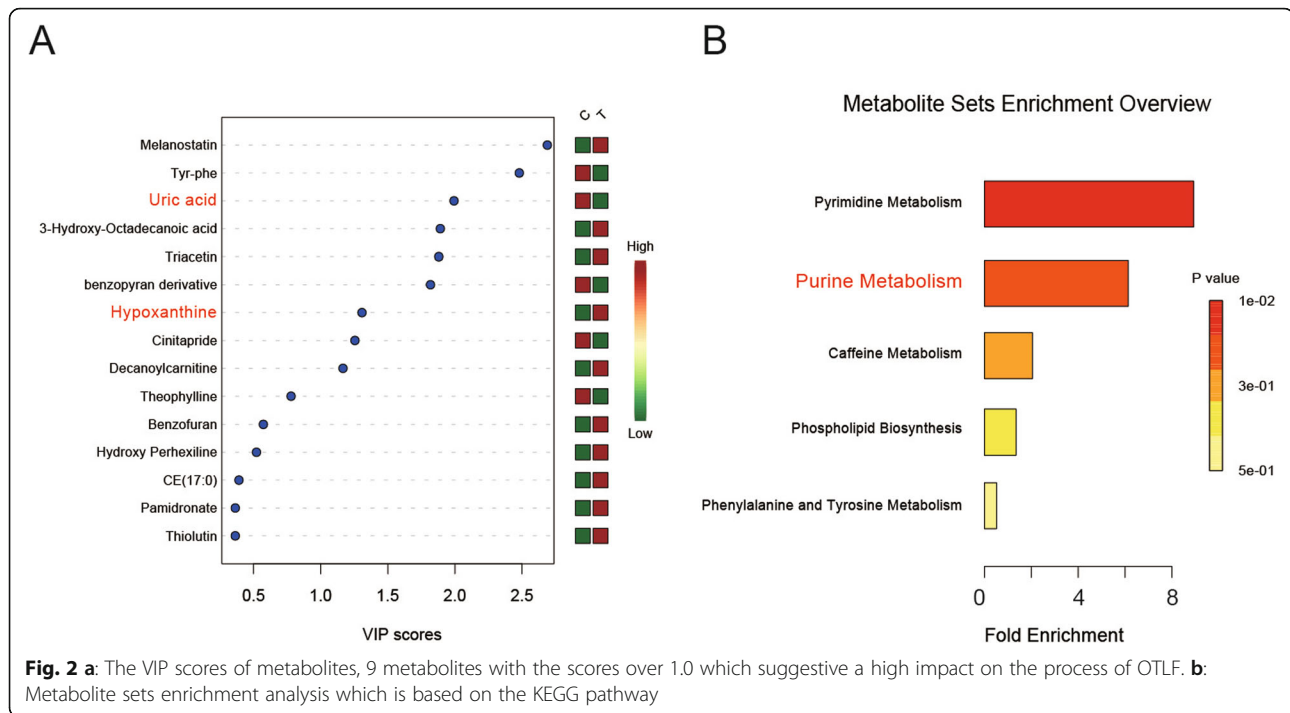 A
C T
Melanostatin
Tyr-phe
Uric acid
3-Hydroxy-Octadecanoic acid
Triacetin
benzopyran derivative
Hypoxanthine
Cinitapride
Decanoylcarnitine
Theophylline
Benzofuran
Hydroxy Perhexiline
CE(17:0)
Pamidronate
Thiolutin
0.5 1.0 1.5 2.0 2.5
VIP scores
High
Low
B
Metabolite Sets Enrichment Overview
Pyrimidine Metabolism
Purine Metabolism
Caffeine Metabolism
Phospholipid Biosynthesis
Phenylalanine and Tyrosine Metabolism
0 4 8
Fold Enrichment
P value
1e-02
3e-01
5e-01
Fig. 2 a: The VIP scores of metabolites, 9 metabolites with the scores over 1.0 which suggestive a high impact on the process of OTLF. b:
Metabolite sets enrichment analysis which is based on the KEGG pathway